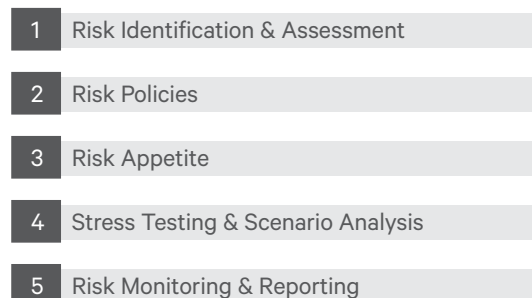 1 Risk Identification & Assessment
2 Risk Policies
3 Risk Appetite
4 Stress Testing & Scenario Analysis
5 Risk Monitoring & Reporting